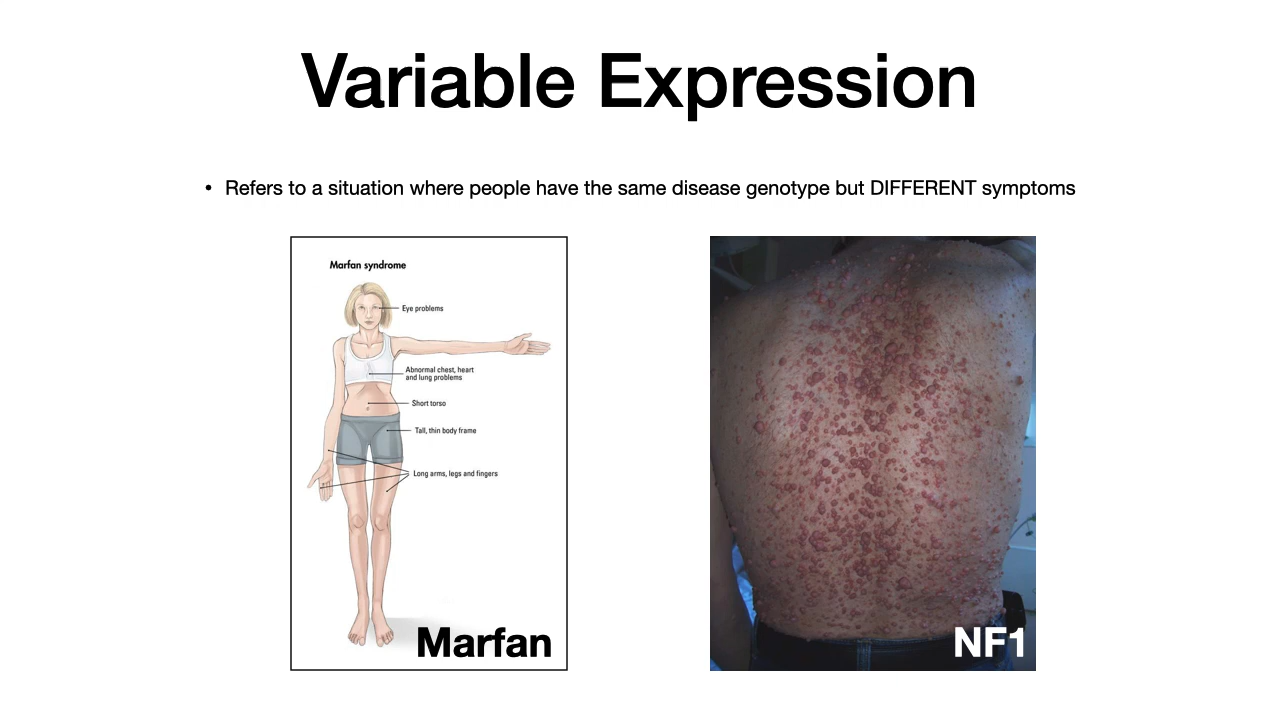 Variable Expression
• Refers to a situation where people have the same disease genotype but DIFFERENT symptoms
Marfan syndrome
Eye problems
Abnormal chest, heart
and lung problems
Short torso
Tall, thin body frame
Long arms, legs and fingers
Marfan
NF1